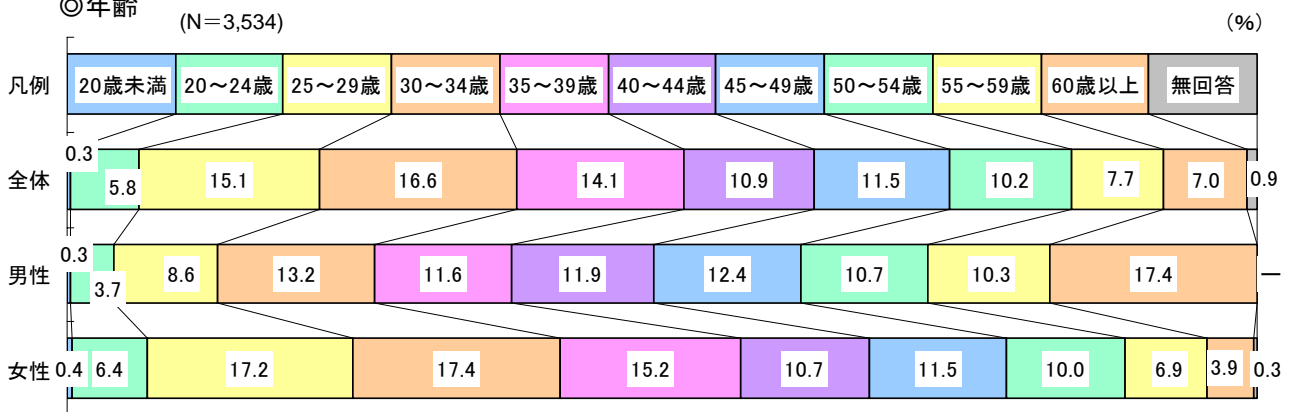 ◎年齢
(N=3,534) (%)
凡例 20歳未満 20～24歳 25～29歳 30～34歳 35～39歳 40～44歳 45～49歳 50～54歳 55～59歳 60歳以上 無回答
全体 0.3 5.8 15.1 16.6 14.1 10.9 11.5 10.2 7.7 7.0 0.9
男性 0.3 3.7 8.6 13.2 11.6 11.9 12.4 10.7 10.3 17.4 －
女性 0.4 6.4 17.2 17.4 15.2 10.7 11.5 10.0 6.9 3.9 0.3